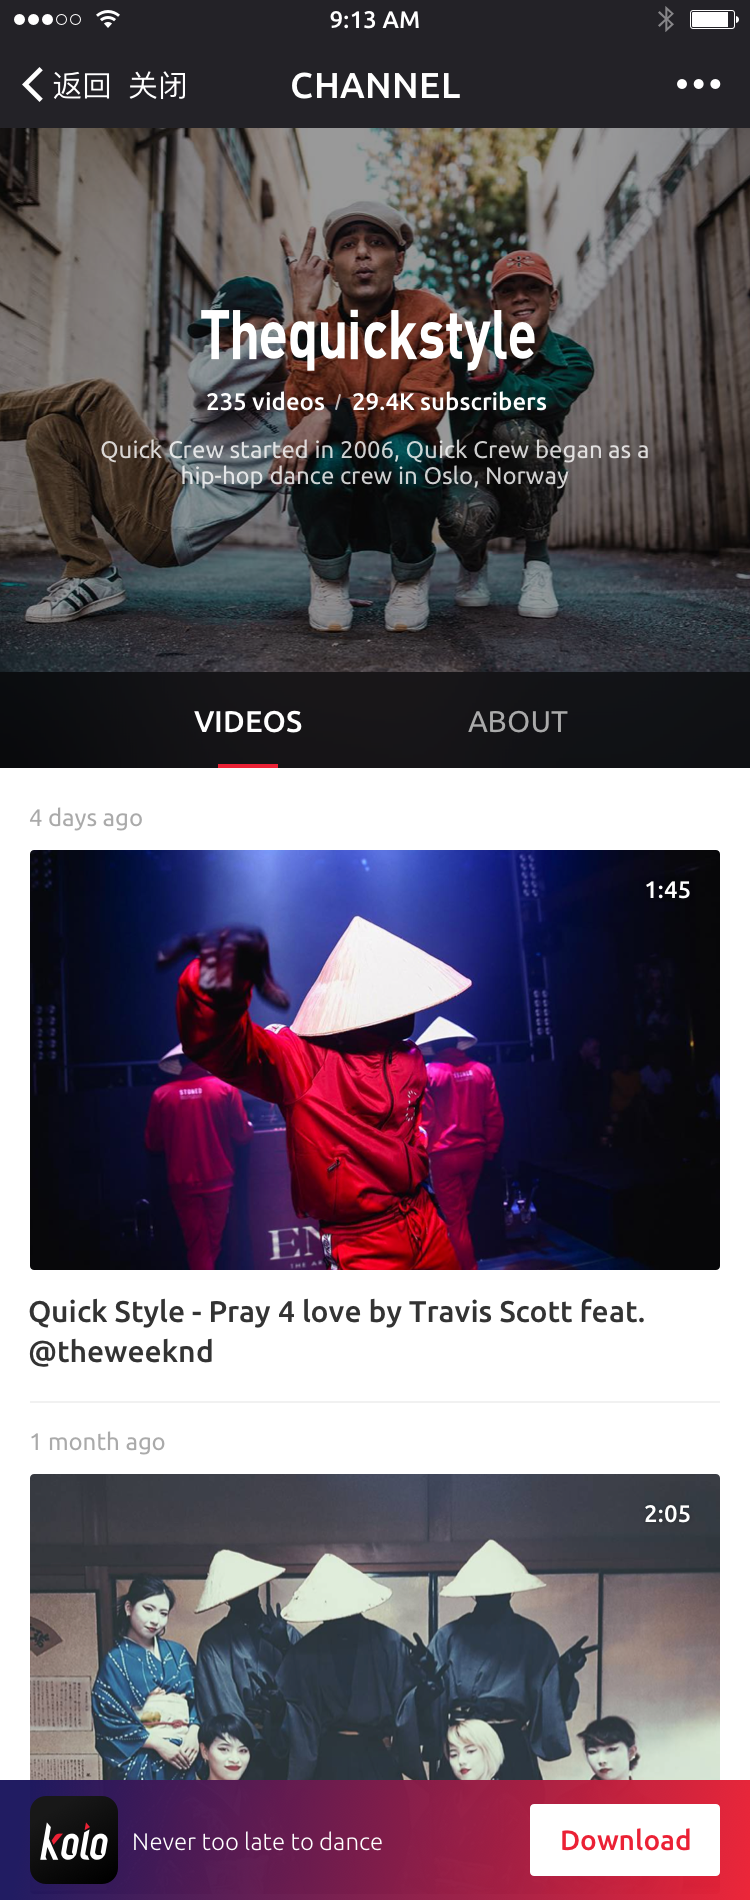 9:13 AM
返回 关闭 CHANNEL
Thequickstyle
235 videos / 29.4K subscribers
Quick Crew started in 2006, Quick Crew began as a
hip-hop dance crew in Oslo, Norway
VIDEOS ABOUT
4 days ago
1:45
STONED
Quick Style - Pray 4 love by Travis Scott feat.
@theweeknd
1 month ago
2:05
kolo Never too late to dance Download